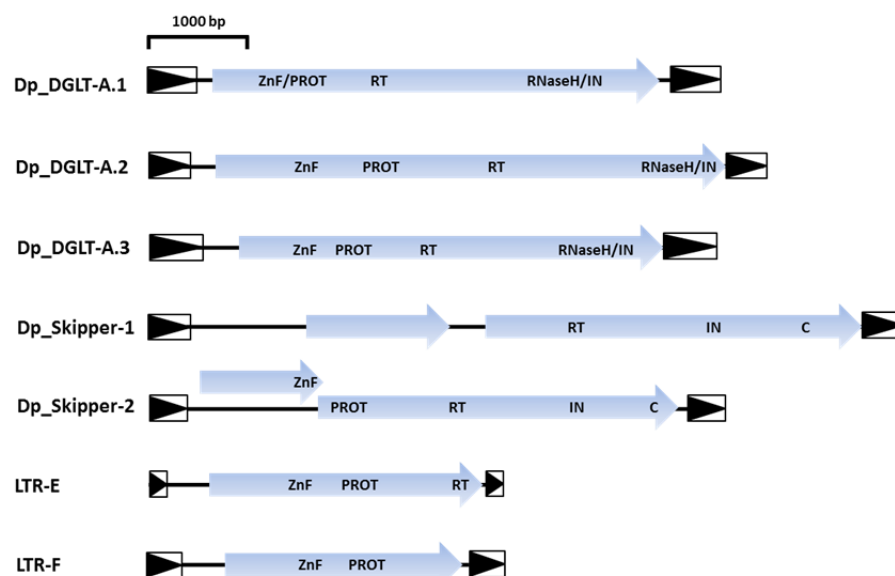 1000 bp
Dp_DGLT-A.1 ZnF/PROT RT RNaseH/IN
Dp_DGLT-A.2 ZnF PROT RT RNaseH/IN
Dp_DGLT-A.3 ZnF PROT RT RNaseH/IN
Dp_Skipper-1 RT IN C
ZnF
Dp_Skipper-2 PROT RT IN C
LTR-E ZnF PROT RT
LTR-F ZnF PROT